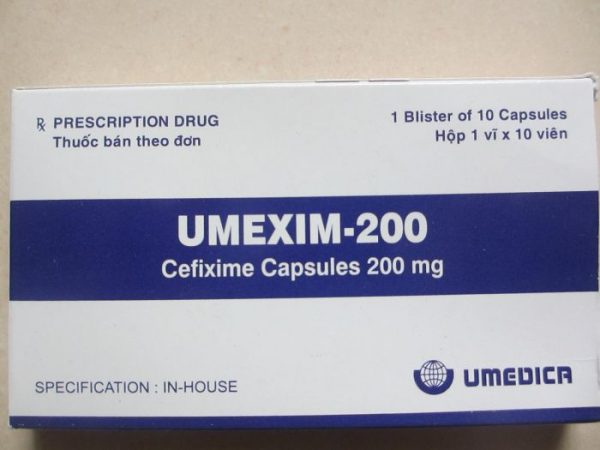 ℞ PRESCRIPTION DRUG
Thuốc bán theo đơn
1 Blister of 10 Capsules
Hộp 1 vĩ x 10 viên
UMEXIM-200
Cefixime Capsules 200 mg
SPECIFICATION : IN-HOUSE
UMEDICA